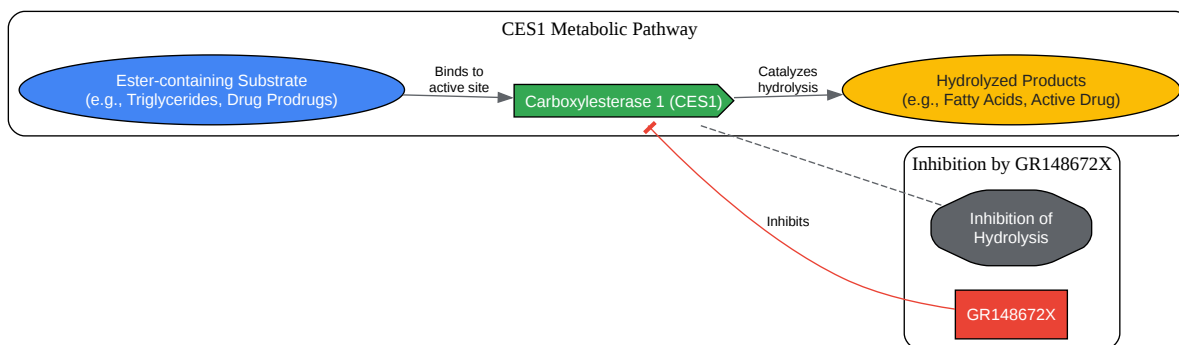 CES1 Metabolic Pathway
Ester-containing Substrate
(e.g., Triglycerides, Drug Prodrugs)
Binds to
active site
Carboxylesterase 1 (CES1)
Catalyzes
hydrolysis
Hydrolyzed Products
(e.g., Fatty Acids, Active Drug)
Inhibition by GR148672X
Inhibition of
Hydrolysis
Inhibits
GR148672X